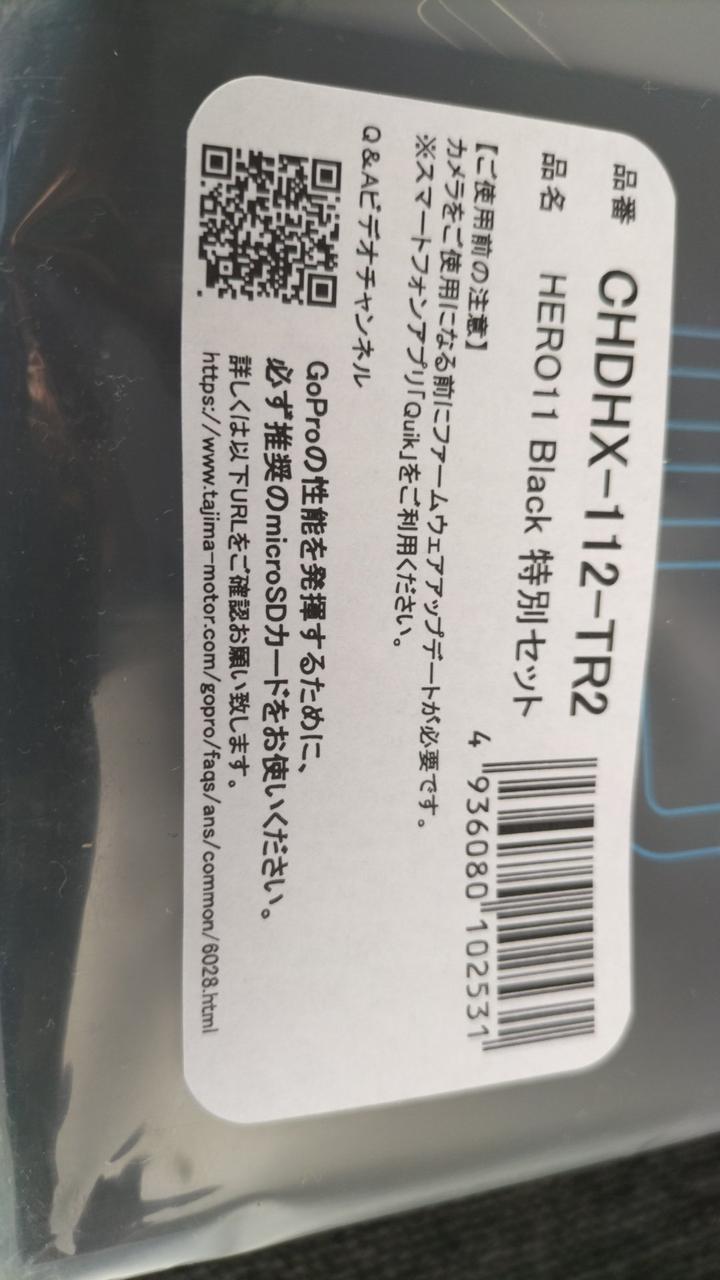 品番 CHDHX-112-TR2
品名 HERO11 Black 特別セット
4 936080 102531
【ご使用前の注意】
カメラをご使用になる前にファームウェアアップデートが必要です。
※スマートフォンアプリ「Quik」をご利用ください。
Q&Aビデオチャンネル
GoProの性能を発揮するために、
必ず推奨のmicroSDカードをお使いください。
詳しくは以下URLをご確認お願い致します。
https://www.tajima-motor.com/gopro/faqs/ans/common/6028.html